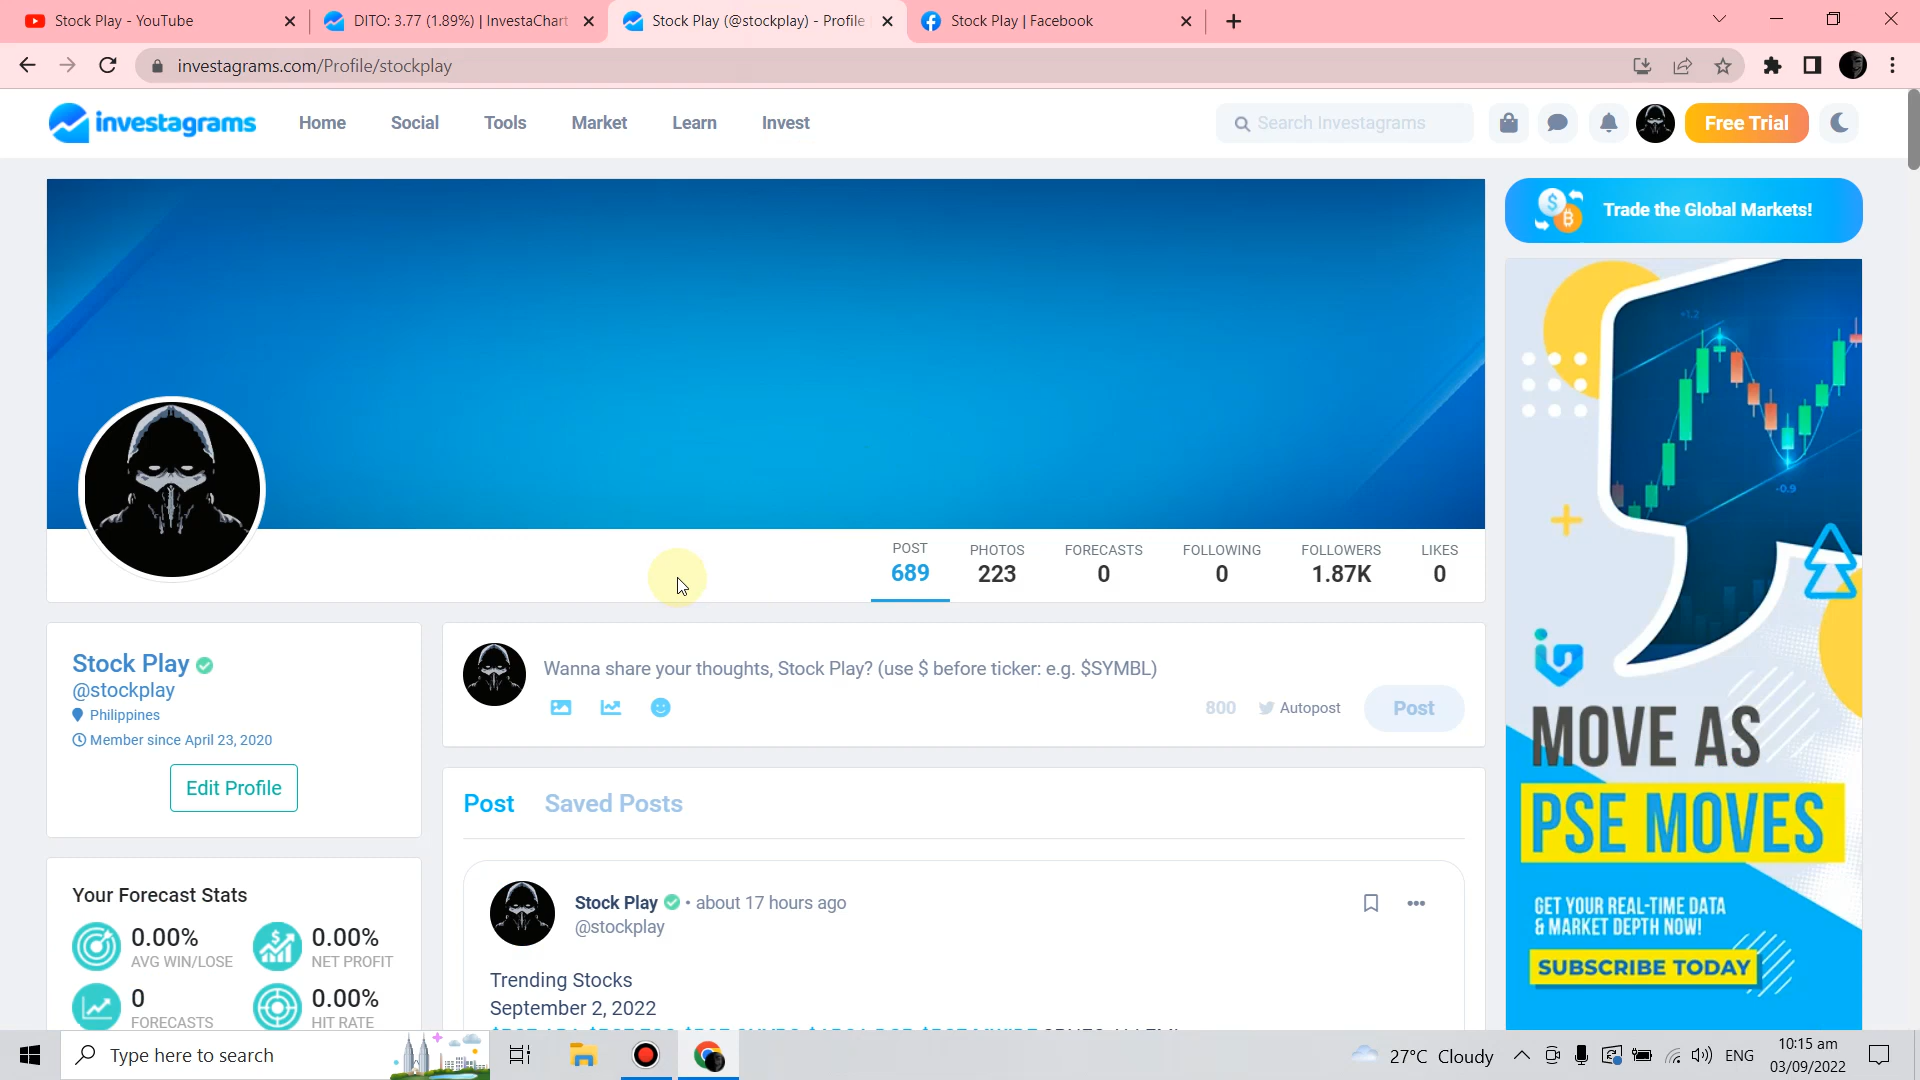 Stock Play - YouTube
DITO: 3.77 (1.89%) | InvestaChart
Stock Play (@stockplay) - Profile
Stock Play | Facebook
investagrams.com/Profile/stockplay
investagrams
Home
Social
Tools
Market
Learn
Invest
Search Investagrams
Free Trial
Trade the Global Markets!
POST
689
PHOTOS
223
FORECASTS
0
FOLLOWING
0
FOLLOWERS
1.87K
LIKES
0
Stock Play
@stockplay
Philippines
Member since April 23, 2020
Edit Profile
Wanna share your thoughts, Stock Play? (use $ before ticker: e.g. $SYMBL)
800
Autopost
Post
Post
Saved Posts
Your Forecast Stats
0.00%
AVG WIN/LOSE
0.00%
NET PROFIT
0
FORECASTS
0.00%
HIT RATE
Stock Play • about 17 hours ago
@stockplay
Trending Stocks
September 2, 2022
+1.2
-0.9
MOVE AS
PSE MOVES
GET YOUR REAL-TIME DATA
& MARKET DEPTH NOW!
SUBSCRIBE TODAY
Type here to search
27°C Cloudy
ENG
10:15 am
03/09/2022